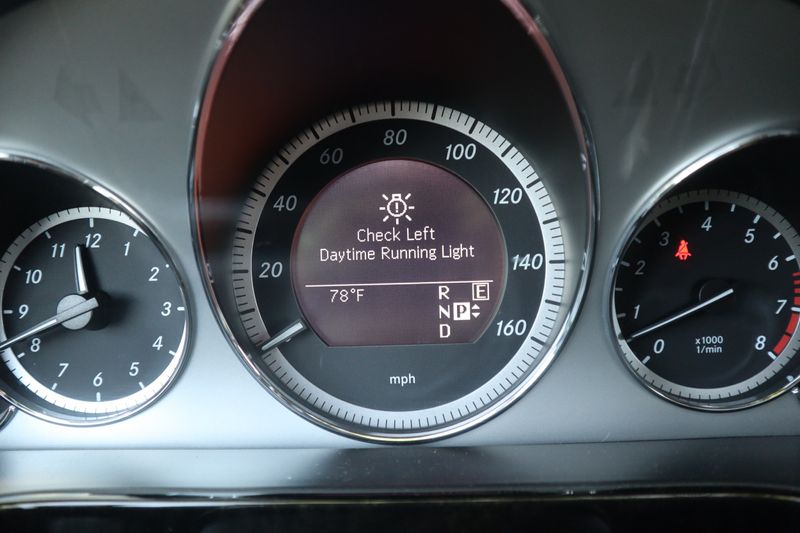 11 12 1
10 2
9 3
8 4
7 6 5
20 40 60 80 100 120 140 160
Check Left
Daytime Running Light
78°F
R E
N P
D
mph
0 1 2 3 4 5 6 7 8
x1000
1/min